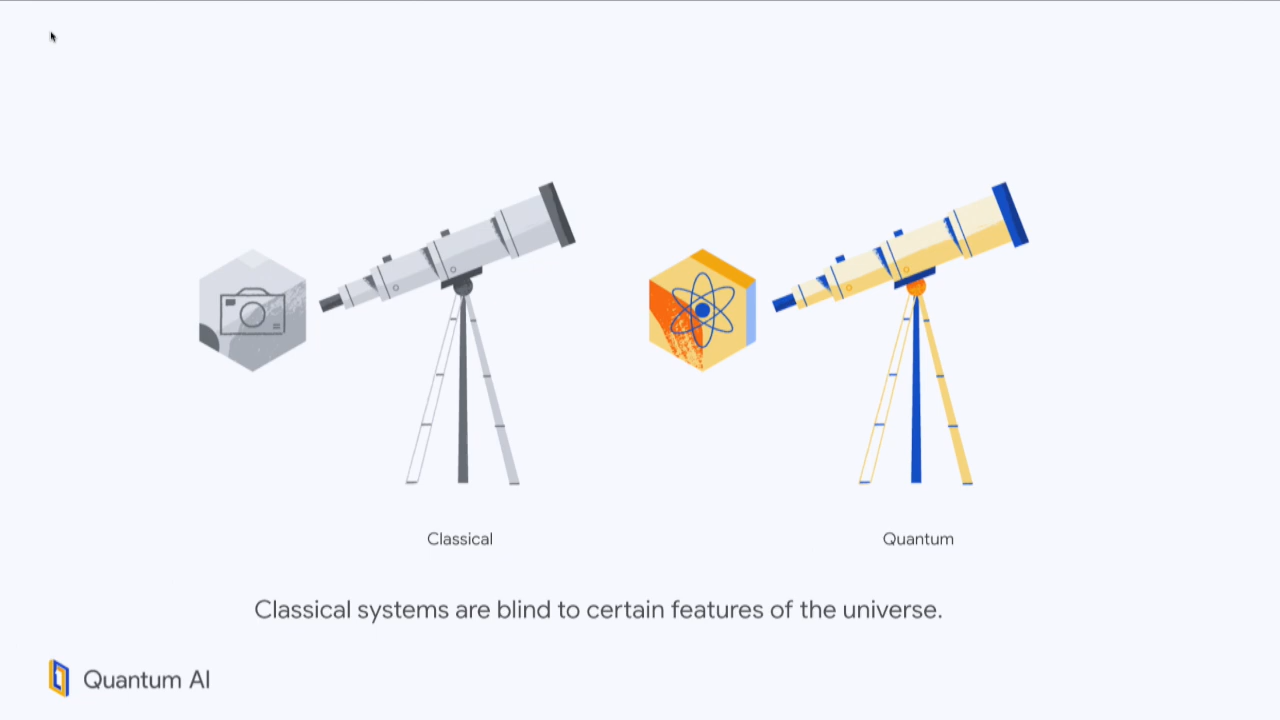 Classical
Quantum
Classical systems are blind to certain features of the universe.
Quantum AI